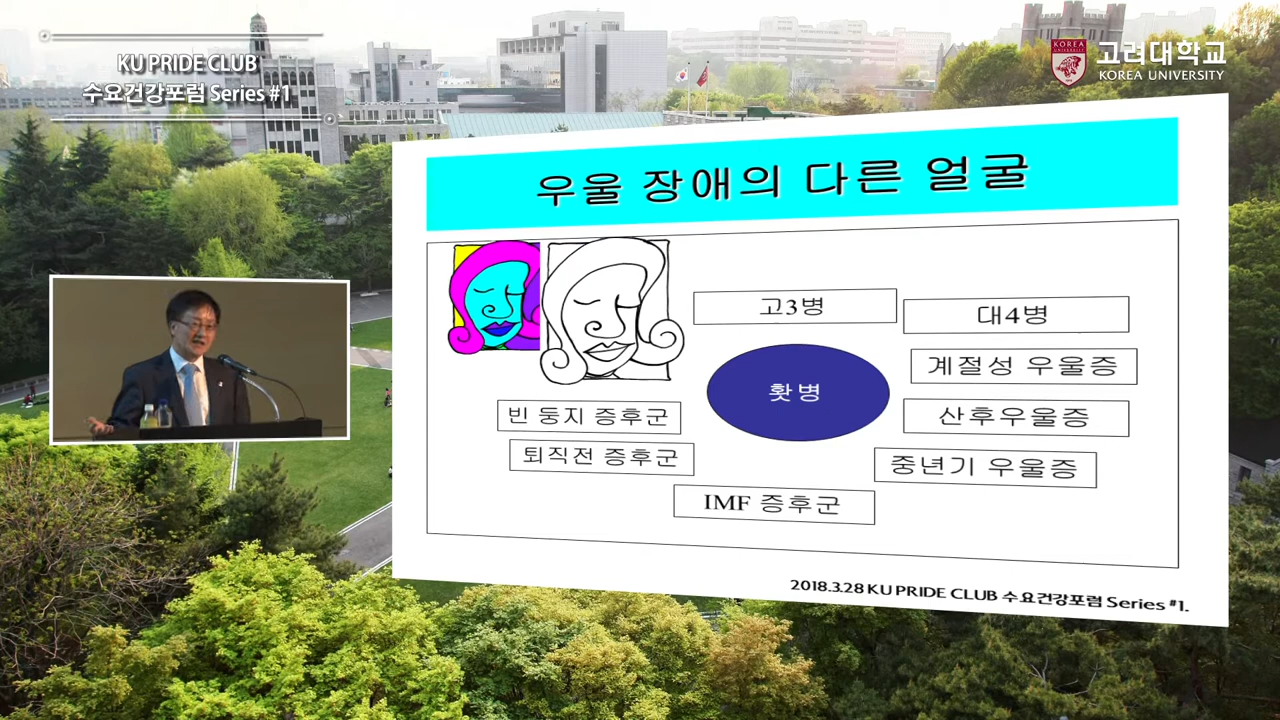 KU PRIDE CLUB
수요건강포럼 Series #1
KOREA
UNIVERSITY
고려대학교
KOREA UNIVERSITY
우울 장애의 다른 얼굴
고3병
대4병
계절성 우울증
홧병
빈 둥지 증후군
산후우울증
퇴직전 증후군
중년기 우울증
IMF 증후군
2018.3.28 KU PRIDE CLUB 수요건강포럼 Series #1.